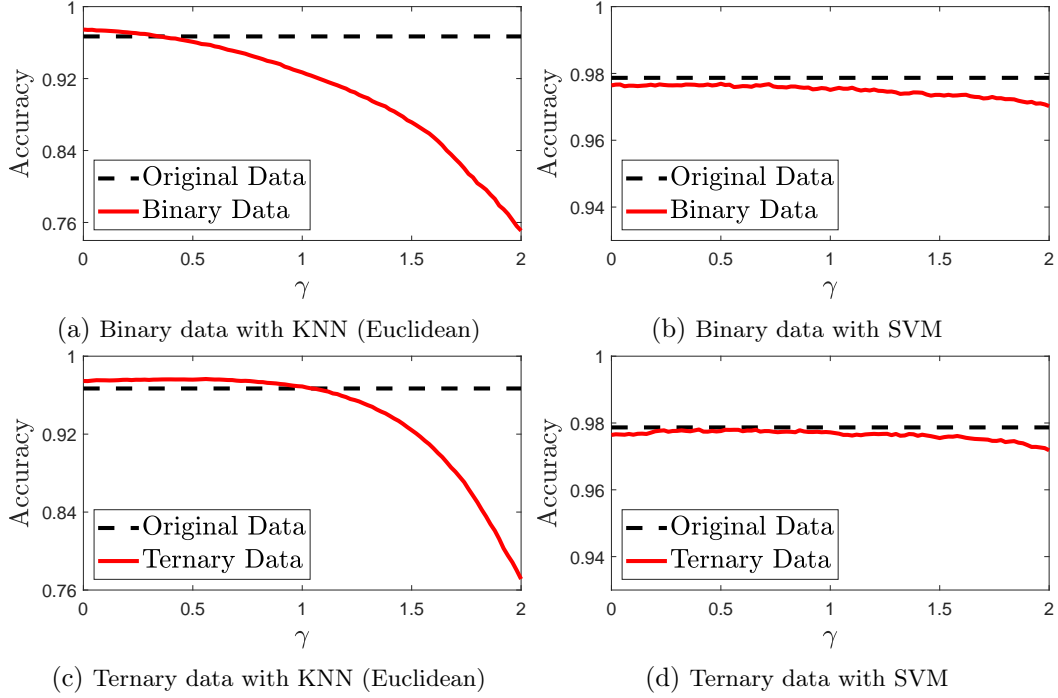 1
0.92
0.84
0.76
Accuracy
Original Data
Binary Data
0 0.5 1 1.5 2
γ
(a) Binary data with KNN (Euclidean)
1
0.98
0.96
0.94
Accuracy
Original Data
Binary Data
0 0.5 1 1.5 2
γ
(b) Binary data with SVM
1
0.92
0.84
0.76
Accuracy
Original Data
Ternary Data
0 0.5 1 1.5 2
γ
(c) Ternary data with KNN (Euclidean)
1
0.98
0.96
0.94
Accuracy
Original Data
Ternary Data
0 0.5 1 1.5 2
γ
(d) Ternary data with SVM